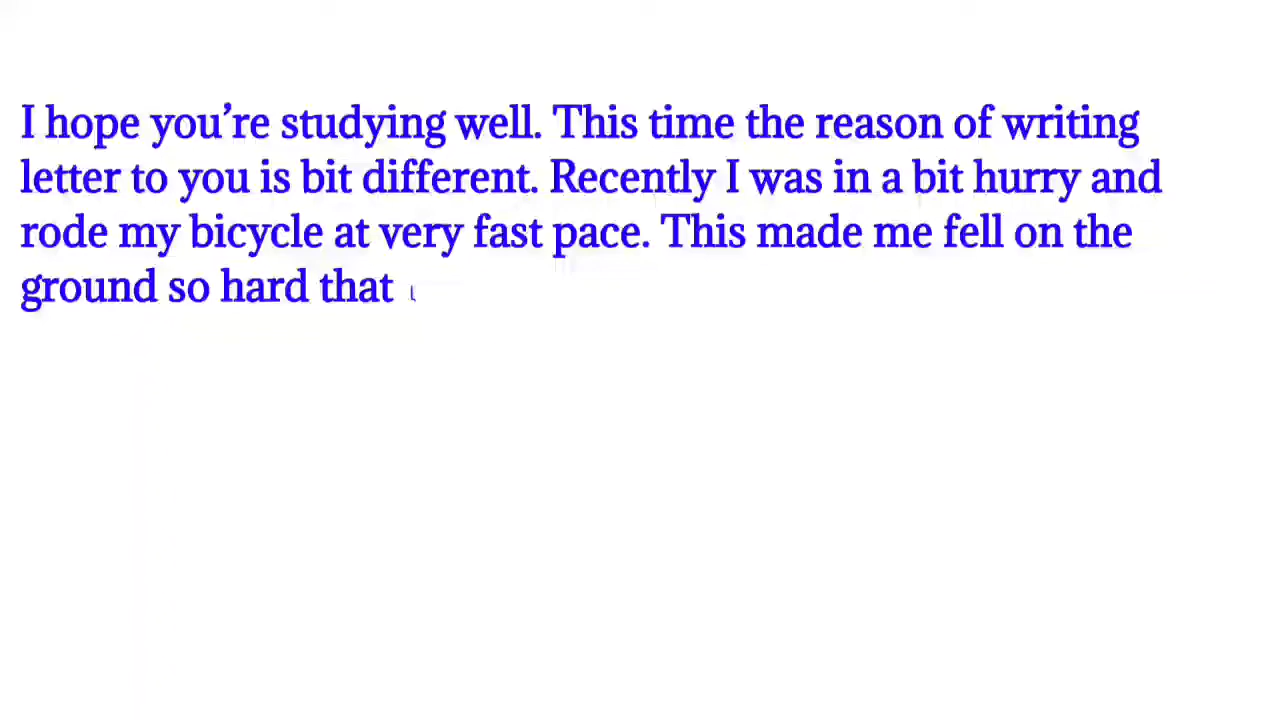 I hope you’re studying well. This time the reason of writing
letter to you is bit different. Recently I was in a bit hurry and
rode my bicycle at very fast pace. This made me fell on the
ground so hard that